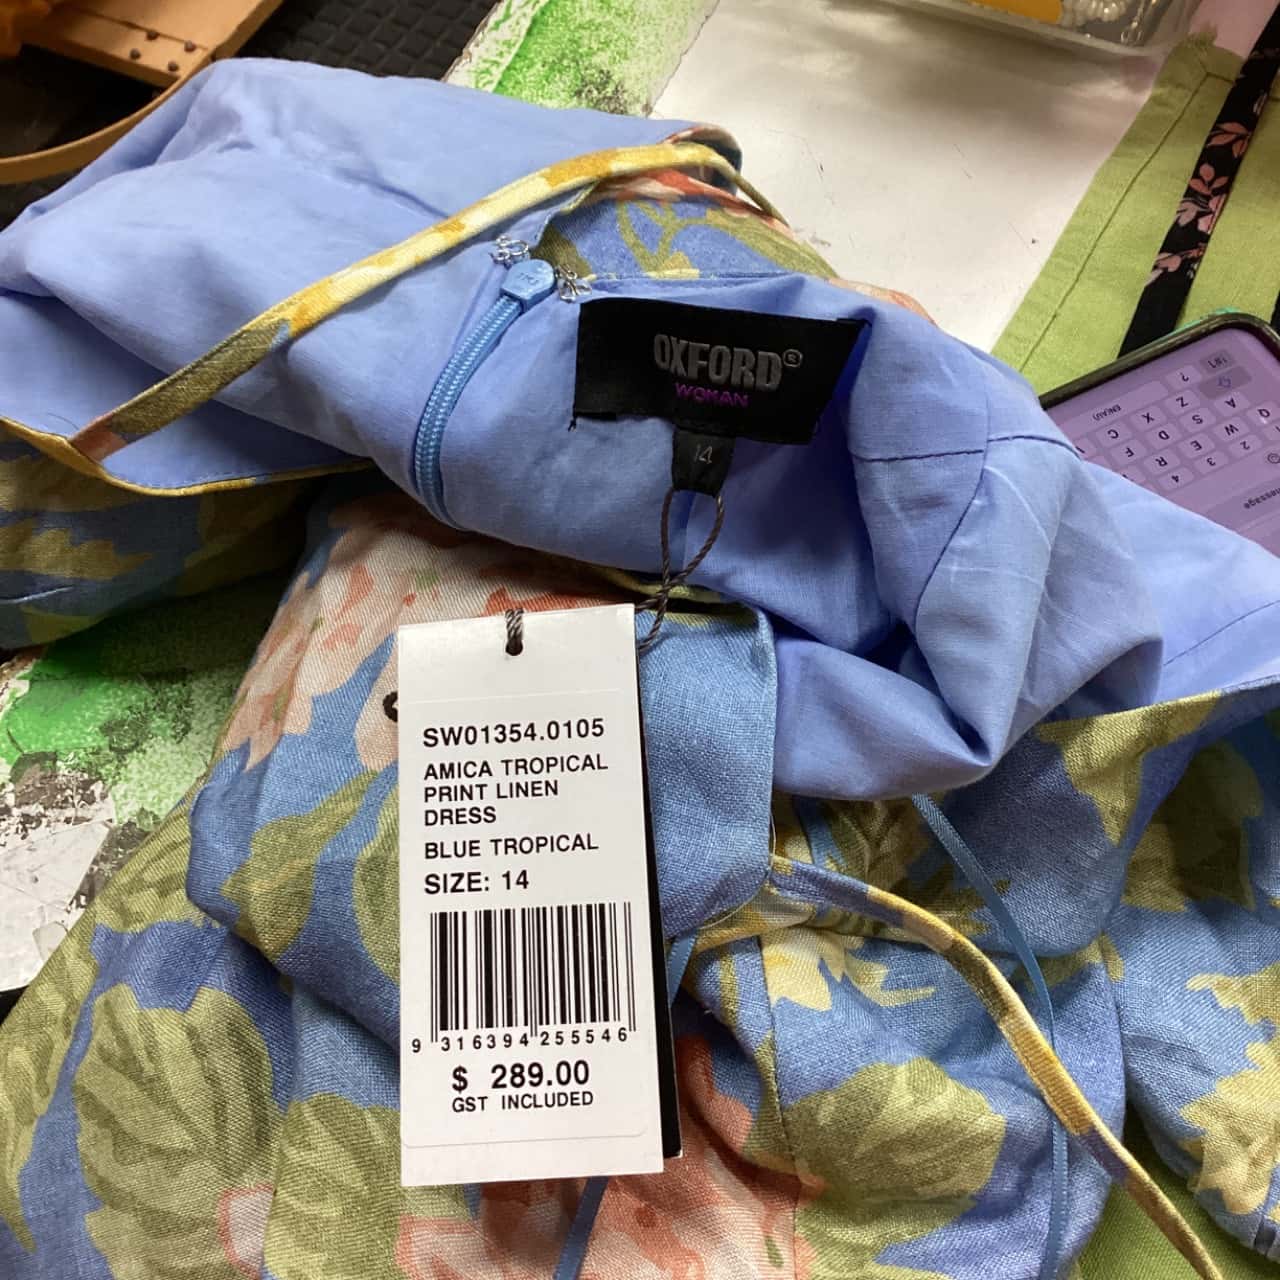 OXFORD®
WOMAN
14
SW01354.0105
AMICA TROPICAL
PRINT LINEN
DRESS
BLUE TROPICAL
SIZE: 14
9 316394 255546
$ 289.00
GST INCLUDED